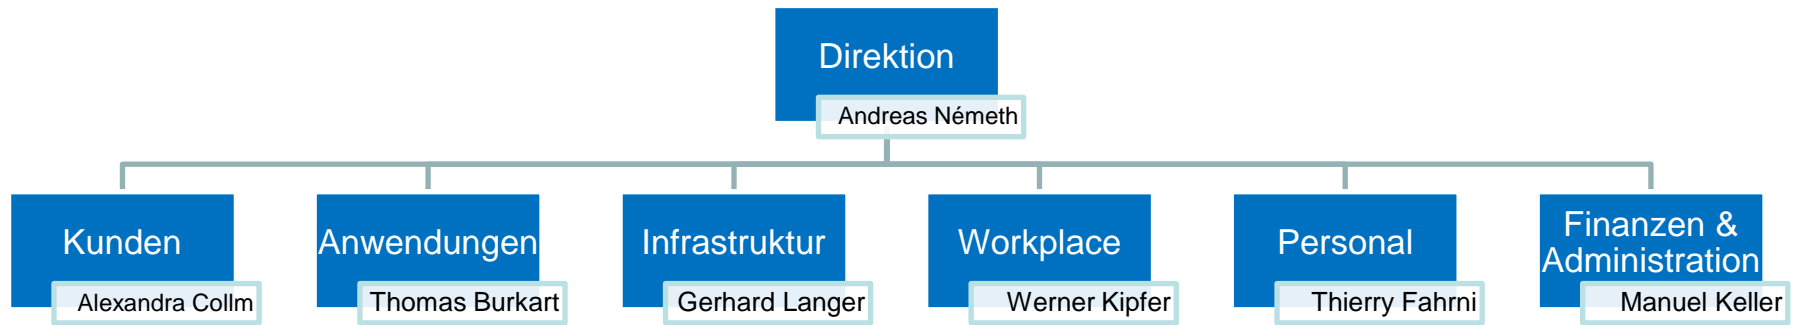 Direktion
Andreas Németh
Kunden
Alexandra Collm
Anwendungen
Thomas Burkart
Infrastruktur
Gerhard Langer
Workplace
Werner Kipfer
Personal
Thierry Fahrni
Finanzen &
Administration
Manuel Keller